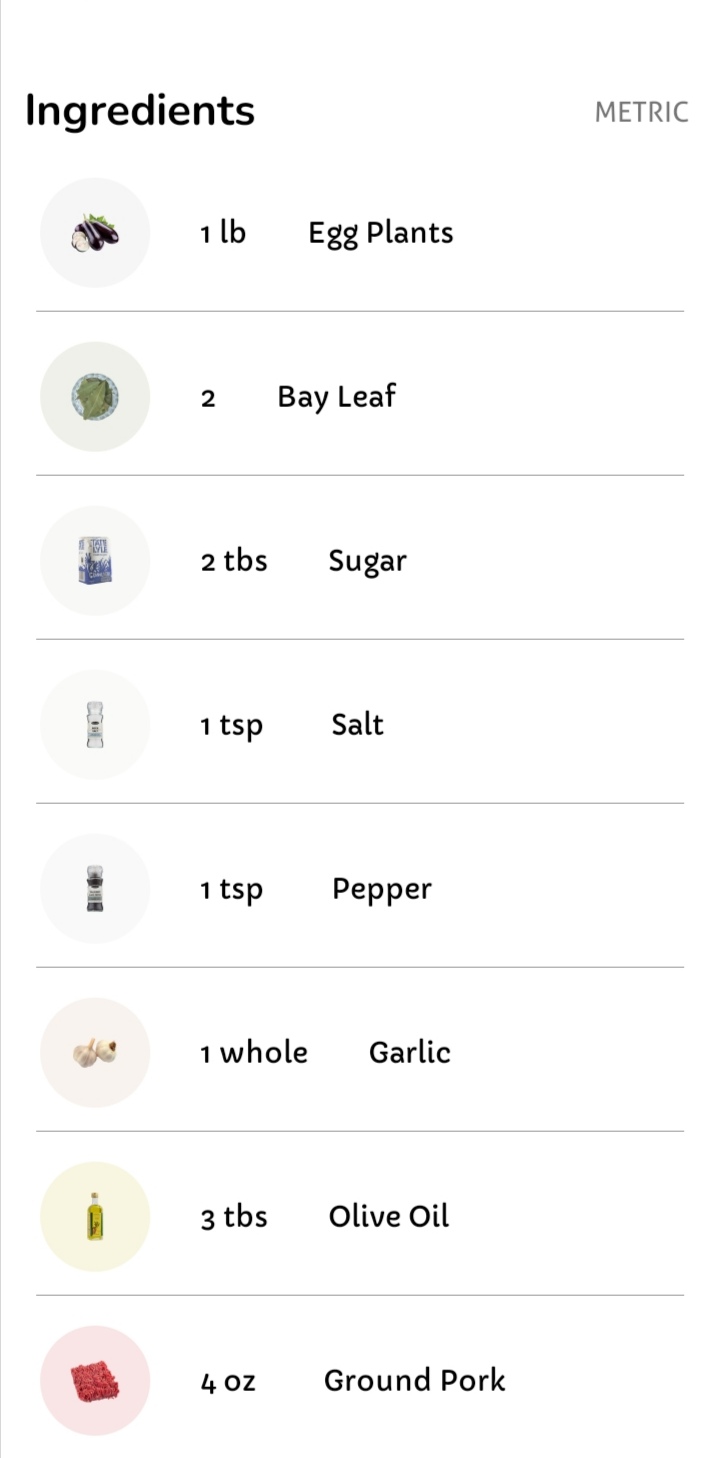 Ingredients METRIC
1 lb Egg Plants
2 Bay Leaf
2 tbs Sugar
1 tsp Salt
1 tsp Pepper
1 whole Garlic
3 tbs Olive Oil
4 oz Ground Pork